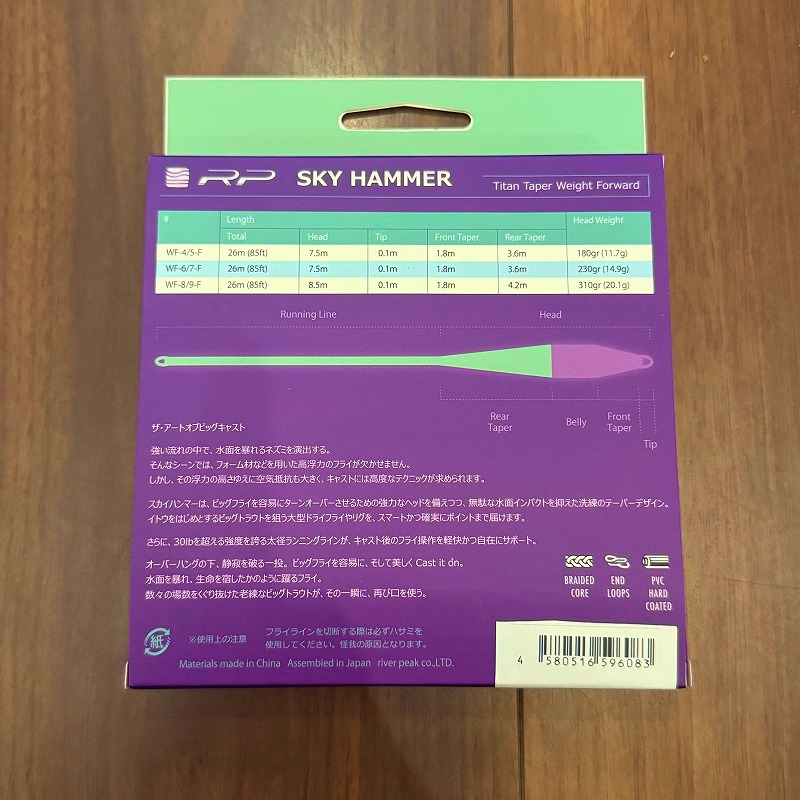 RP SKY HAMMER Titan Taper Weight Forward
# Length Head Weight
Total Head Tip Front Taper Rear Taper
WF-4/5-F 26m (85ft) 7.5m 0.1m 1.8m 3.6m 180gr (11.7g)
WF-6/7-F 26m (85ft) 7.5m 0.1m 1.8m 3.6m 230gr (14.9g)
WF-8/9-F 26m (85ft) 8.5m 0.1m 1.8m 4.2m 310gr (20.1g)
Running Line Head
Rear Taper
Belly
Front Taper
Tip
ザ・アートオブビッグキャスト
強い流れの中で、水面を暴れるネズミを演出する。
そんなシーンでは、フォーム材などを用いた高浮力のフライが欠かせません。
しかし、その浮力の高さゆえに空気抵抗も大きく、キャストには高度なテクニックが求められます。
スカイハンマーは、ビッグフライを容易にターンオーバーさせるための強力なヘッドを備えつつ、無駄な水面インパクトを抑えた洗練のテーパーデザイン。
イトウをはじめとするビッグトラウトを狙う大型ドライフライやリグを、スマートかつ確実にポイントまで届けます。
さらに、30lbを超える強度を誇る太径ランニングラインが、キャスト後のフライ操作を軽快かつ自在にサポート。
オーバーハングの下、静寂を破る一投。ビッグフライを容易に、そして美しく Cast it dn。
水面を暴れ、生命を宿したかのように躍るフライ。
数々の場数をくぐり抜けた老練なビッグトラウトが、その一瞬に、再び口を使う。
BRAIDED CORE
END LOOPS
PVC HARD COATED
紙
※使用上の注意 フライラインを切断する際は必ずハサミを
使用してください。怪我の原因となります。
Materials made in China Assembled in Japan river peak co.,LTD.
4 580516 596083